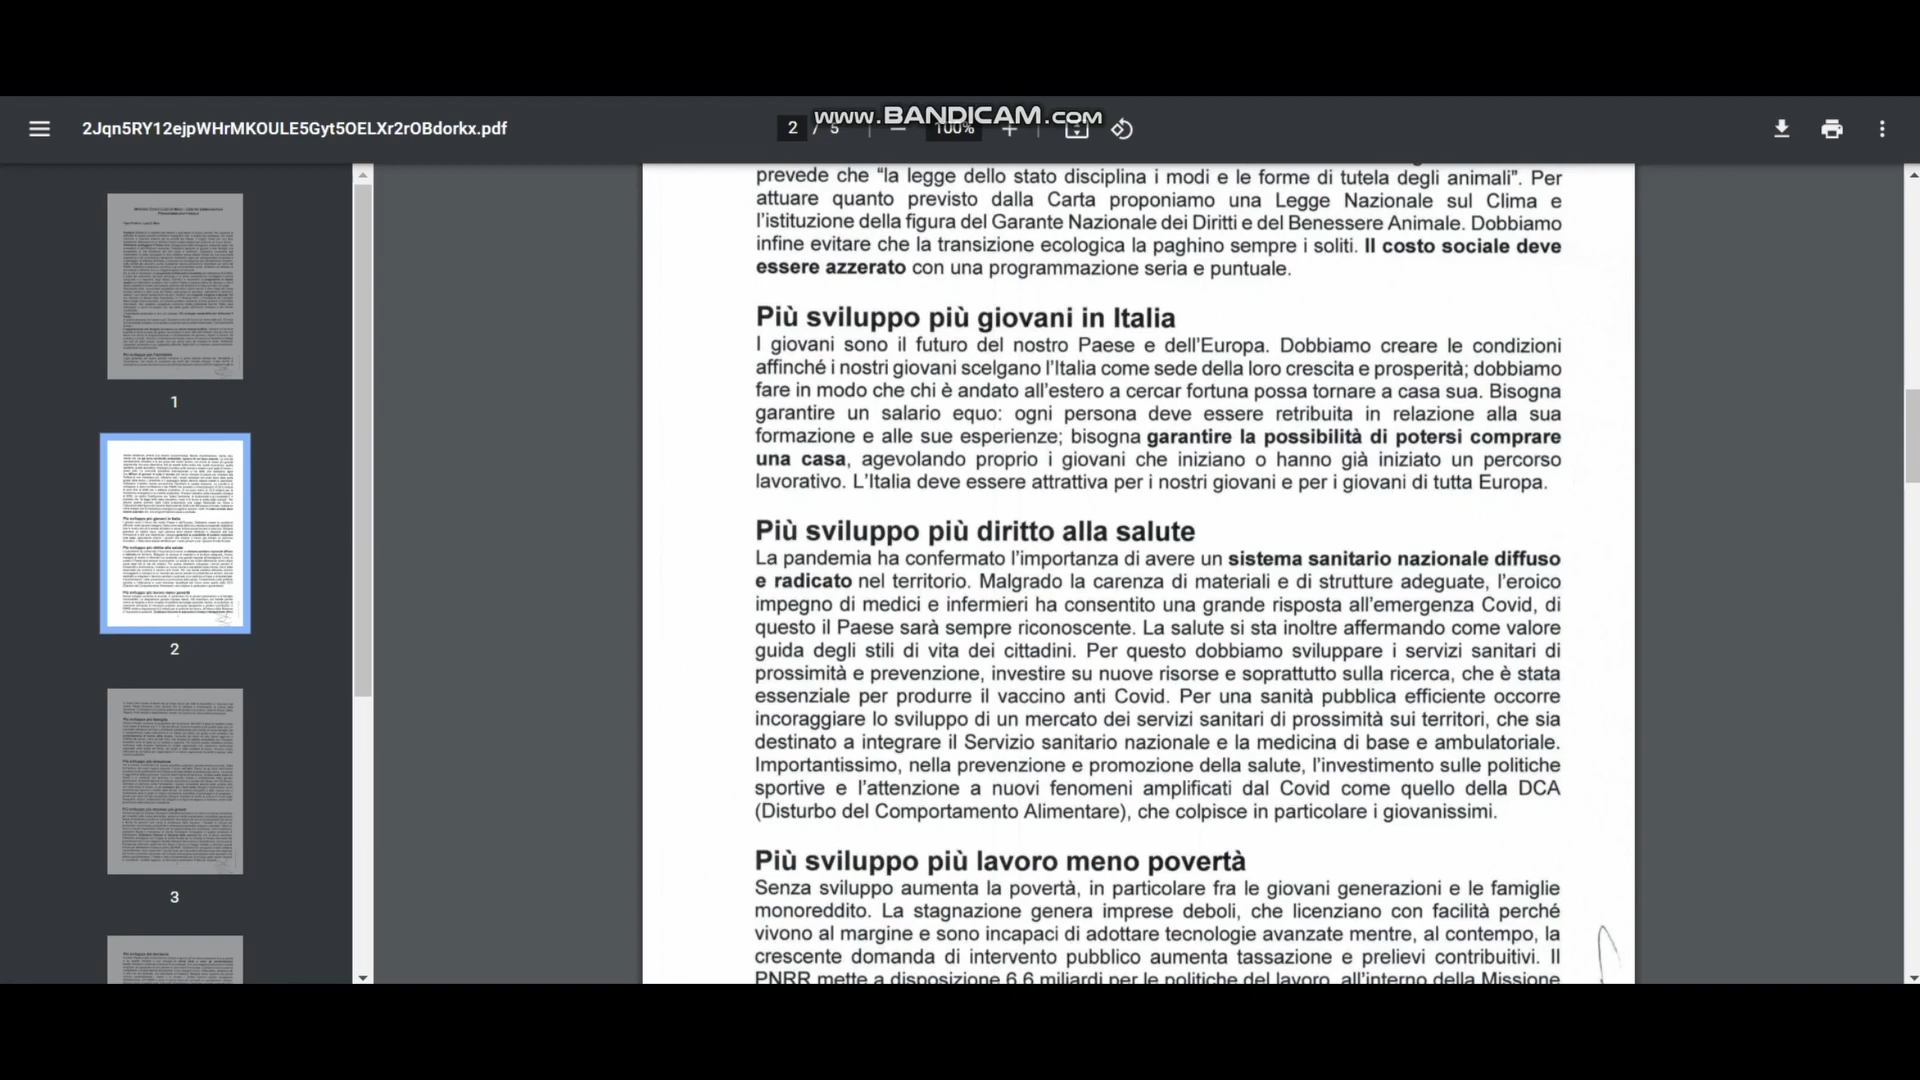 www.BANDICAM.com
2Jqn5RY12ejpWHrMKOULE5Gyt5OELXr2rOBdorkx.pdf
2 / 5
100%
1
2
3
prevede che “la legge dello stato disciplina i modi e le forme di tutela degli animali”. Per
attuare quanto previsto dalla Carta proponiamo una Legge Nazionale sul Clima e
l’istituzione della figura del Garante Nazionale dei Diritti e del Benessere Animale. Dobbiamo
infine evitare che la transizione ecologica la paghino sempre i soliti. Il costo sociale deve
essere azzerato con una programmazione seria e puntuale.
Più sviluppo più giovani in Italia
I giovani sono il futuro del nostro Paese e dell’Europa. Dobbiamo creare le condizioni
affinché i nostri giovani scelgano l’Italia come sede della loro crescita e prosperità; dobbiamo
fare in modo che chi è andato all’estero a cercar fortuna possa tornare a casa sua. Bisogna
garantire un salario equo: ogni persona deve essere retribuita in relazione alla sua
formazione e alle sue esperienze; bisogna garantire la possibilità di potersi comprare
una casa, agevolando proprio i giovani che iniziano o hanno già iniziato un percorso
lavorativo. L’Italia deve essere attrattiva per i nostri giovani e per i giovani di tutta Europa.
Più sviluppo più diritto alla salute
La pandemia ha confermato l’importanza di avere un sistema sanitario nazionale diffuso
e radicato nel territorio. Malgrado la carenza di materiali e di strutture adeguate, l’eroico
impegno di medici e infermieri ha consentito una grande risposta all’emergenza Covid, di
questo il Paese sarà sempre riconoscente. La salute si sta inoltre affermando come valore
guida degli stili di vita dei cittadini. Per questo dobbiamo sviluppare i servizi sanitari di
prossimità e prevenzione, investire su nuove risorse e soprattutto sulla ricerca, che è stata
essenziale per produrre il vaccino anti Covid. Per una sanità pubblica efficiente occorre
incoraggiare lo sviluppo di un mercato dei servizi sanitari di prossimità sui territori, che sia
destinato a integrare il Servizio sanitario nazionale e la medicina di base e ambulatoriale.
Importantissimo, nella prevenzione e promozione della salute, l’investimento sulle politiche
sportive e l’attenzione a nuovi fenomeni amplificati dal Covid come quello della DCA
(Disturbo del Comportamento Alimentare), che colpisce in particolare i giovanissimi.
Più sviluppo più lavoro meno povertà
Senza sviluppo aumenta la povertà, in particolare fra le giovani generazioni e le famiglie
monoreddito. La stagnazione genera imprese deboli, che licenziano con facilità perché
vivono al margine e sono incapaci di adottare tecnologie avanzate mentre, al contempo, la
crescente domanda di intervento pubblico aumenta tassazione e prelievi contributivi. Il
PNRR mette a disposizione 6,6 miliardi per le politiche del lavoro, all’interno della Missione